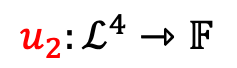 u₂: ℒ⁴ → 𝔽